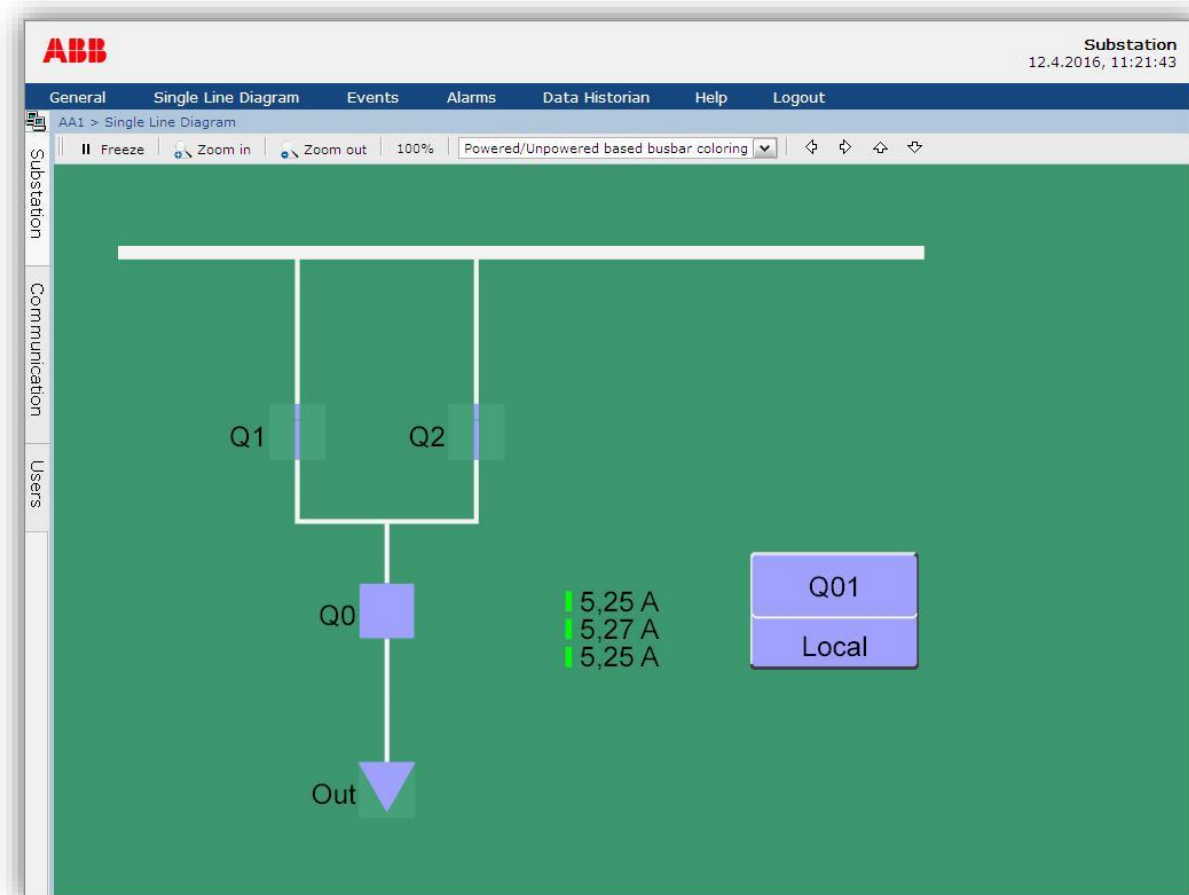 ABB
Substation
12.4.2016, 11:21:43
General Single Line Diagram Events Alarms Data Historian Help Logout
AA1 > Single Line Diagram
Freeze Zoom in Zoom out 100% Powered/Unpowered based busbar coloring
Substation
Communication
Users
Q1
Q2
Q0
5,25 A
5,27 A
5,25 A
Q01
Local
Out